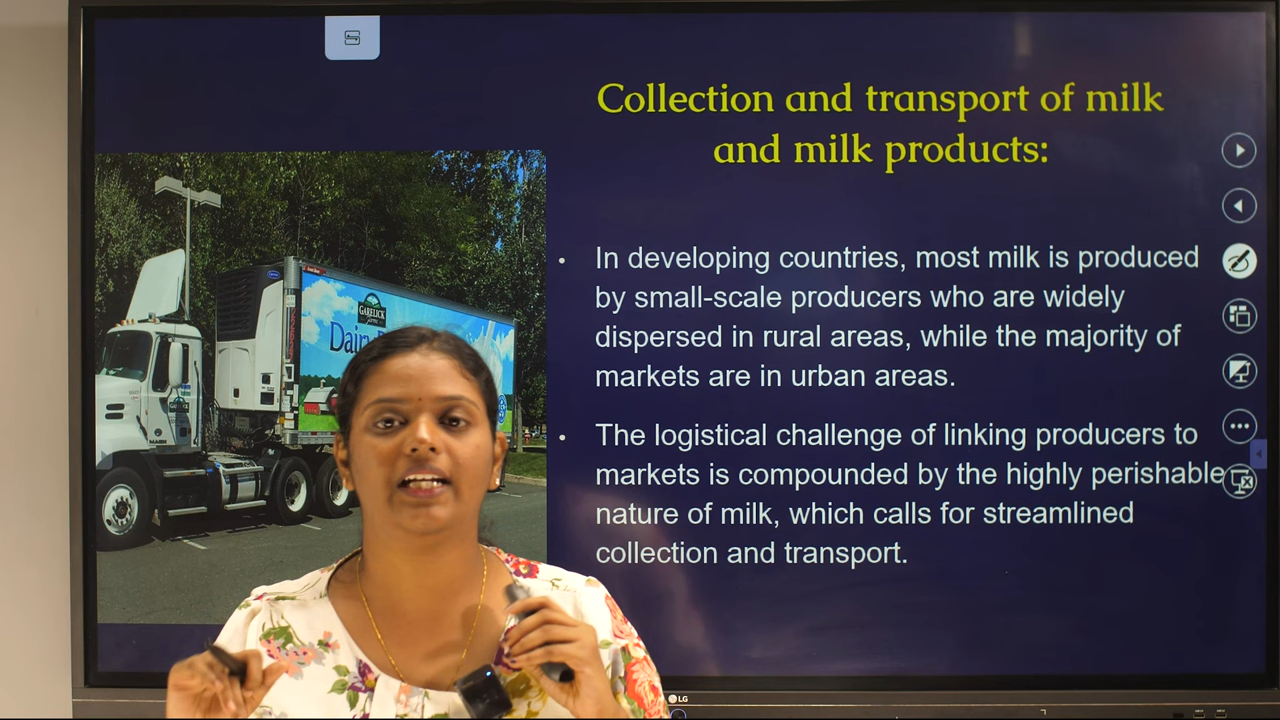 Collection and transport of milk
and milk products:
GARELICK
Dairy
• In developing countries, most milk is produced
by small-scale producers who are widely
dispersed in rural areas, while the majority of
markets are in urban areas.
• The logistical challenge of linking producers to
markets is compounded by the highly perishable
nature of milk, which calls for streamlined
collection and transport.
LG